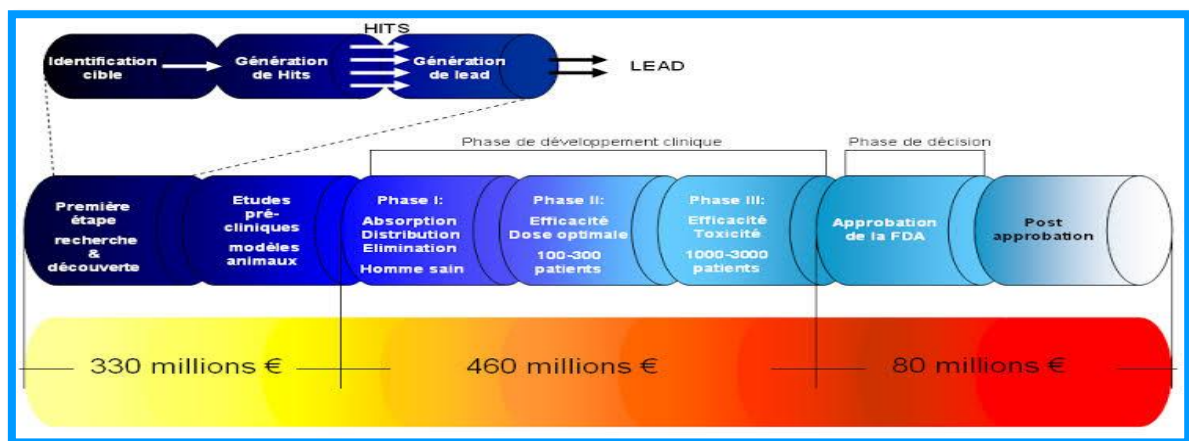 HITS
Identification
cible
Génération
de Hits
Génération
de lead
LEAD
Phase de développement clinique
Phase de décision
Première
étape
recherche
&
découverte
Etudes
pré-
cliniques
modèles
animaux
Phase I:
Absorption
Distribution
Elimination
Homme sain
Phase II:
Efficacité
Dose optimale
100-300
patients
Phase III:
Efficacité
Toxicité
1000-3000
patients
Approbation
de la FDA
Post
approbation
330 millions €
460 millions €
80 millions €